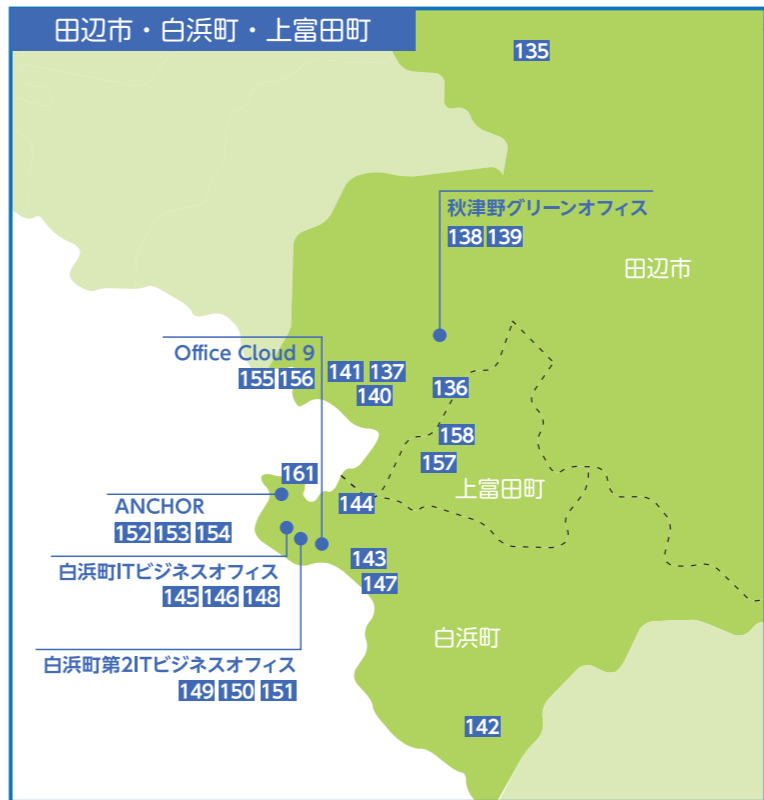 田辺市・白浜町・上富田町
135
秋津野グリーンオフィス
138 139
田辺市
Office Cloud 9
155 156
141 137
140
136
158
157
上富田町
161
ANCHOR
152 153 154
144
白浜町ITビジネスオフィス
145 146 148
143
147
白浜町
白浜町第2ITビジネスオフィス
149 150 151
142